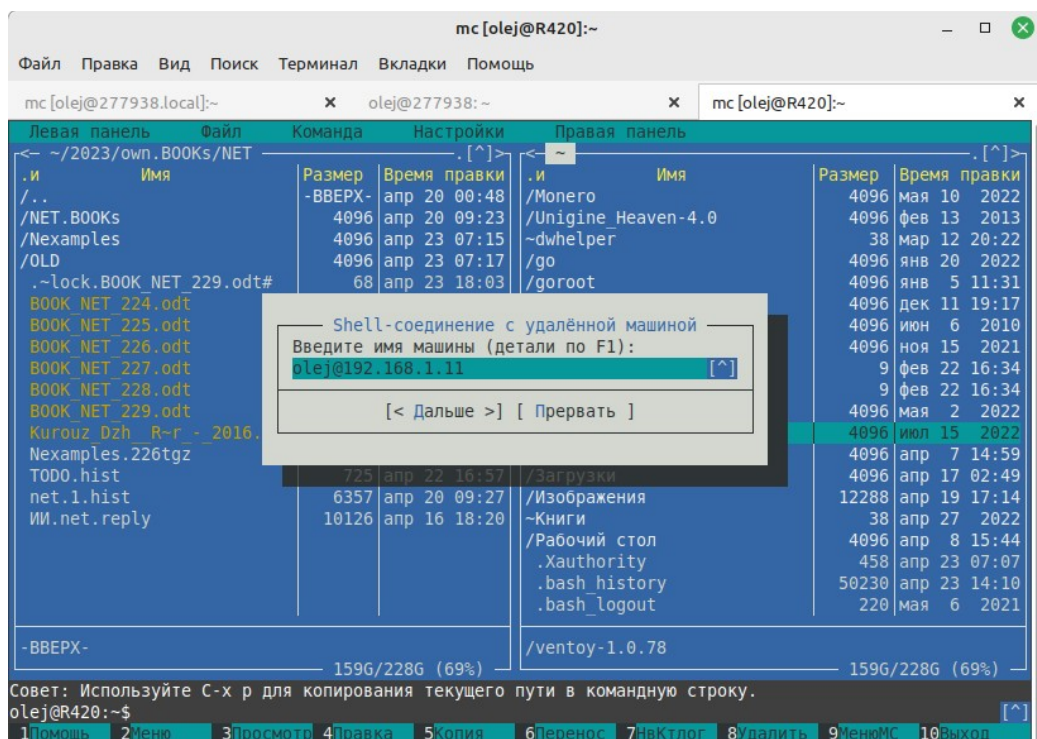 mc [olej@R420]:~
Файл Правка Вид Поиск Терминал Вкладки Помощь
mc [olej@277938.local]:~ × olej@277938: ~ × mc [olej@R420]:~ ×
Левая панель Файл Команда Настройки Правая панель
<— ~/2023/own.BOOKs/NET .[^]>
.и Имя Размер Время правки
/.. -ВВЕРХ- апр 20 00:48
/NET.BOOKs 4096 апр 20 09:23
/Nexamples 4096 апр 23 07:15
/OLD 4096 апр 23 07:17
.~lock.BOOK_NET_229.odt# 68 апр 23 18:03
BOOK_NET_224.odt
BOOK_NET_225.odt
BOOK_NET_226.odt
BOOK_NET_227.odt
BOOK_NET_228.odt
BOOK_NET_229.odt
Kurouz_Dzh__R~r_-_2016.
Nexamples.226tgz
TODO.hist 725 апр 22 16:57
net.1.hist 6357 апр 20 09:27
ИИ.net.reply 10126 апр 16 18:20
-ВВЕРХ-
159G/228G (69%)
<— ~ .[^]>
.и Имя Размер Время правки
/Monero 4096 мая 10 2022
/Unigine_Heaven-4.0 4096 фев 13 2013
~dwhelper 38 мар 12 20:22
/go 4096 янв 20 2022
/goroot 4096 янв 5 11:31
4096 дек 11 19:17
4096 июн 6 2010
4096 ноя 15 2021
9 фев 22 16:34
9 фев 22 16:34
4096 мая 2 2022
4096 июл 15 2022
4096 апр 7 14:59
/Загрузки 4096 апр 17 02:49
/Изображения 12288 апр 19 17:14
~Книги 38 апр 27 2022
/Рабочий стол 4096 апр 8 15:44
.Xauthority 458 апр 23 07:07
.bash_history 50230 апр 23 14:10
.bash_logout 220 мая 6 2021
/ventoy-1.0.78
159G/228G (69%)
Shell-соединение с удалённой машиной
Введите имя машины (детали по F1):
olej@192.168.1.11 [^]
[< Дальше >] [ Прервать ]
Совет: Используйте C-x p для копирования текущего пути в командную строку.
olej@R420:~$ [^]
1Помощь 2Меню 3Просмотр 4Правка 5Копия 6Перенос 7НвКтлог 8Удалить 9МенюМС 10Выход